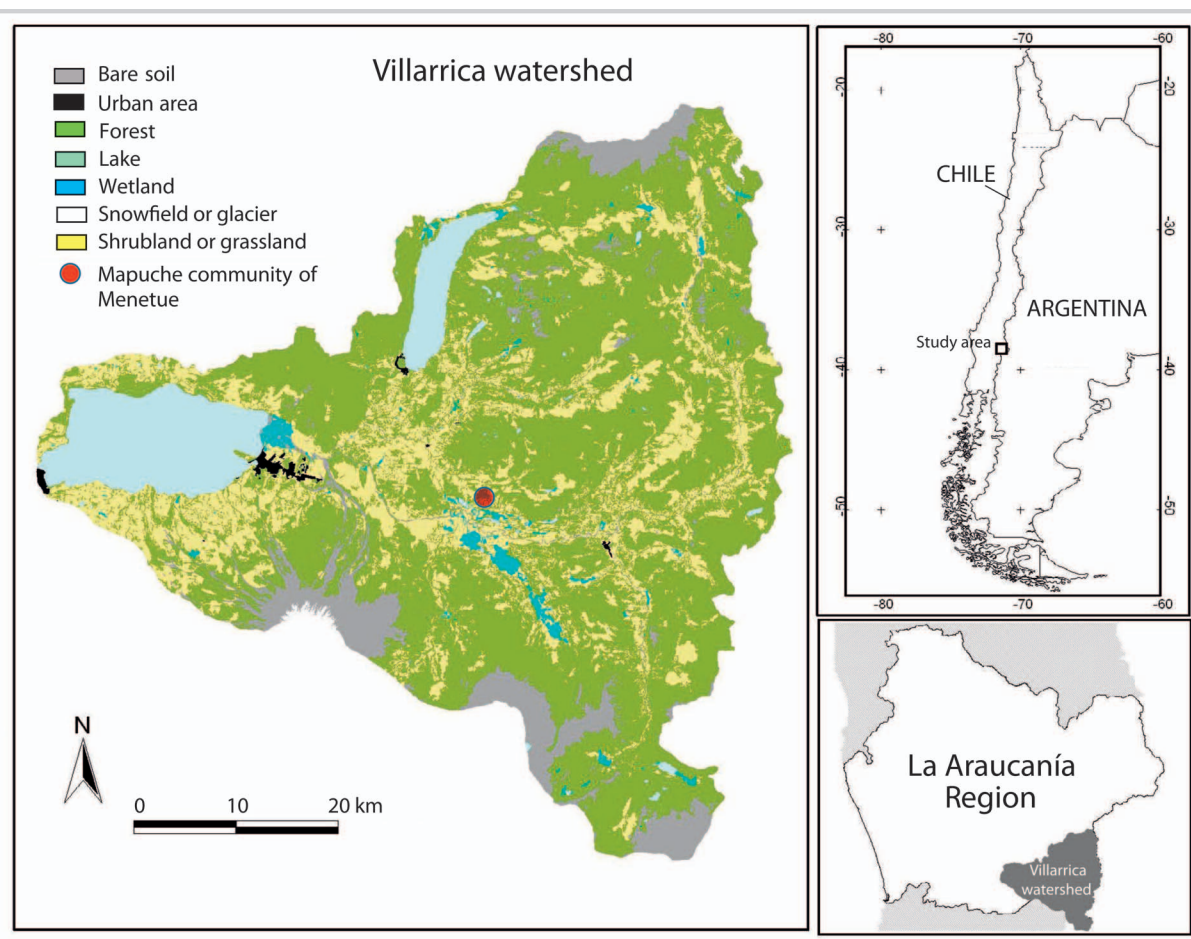 Villarrica watershed
Bare soil
Urban area
Forest
Lake
Wetland
Snowfield or glacier
Shrubland or grassland
Mapuche community of
Menetue
N
0 10 20 km
-80 -70 -60
-20 -20
CHILE
-30 -30
ARGENTINA
Study area
-40 -40
-50 -50
-80 -70 -60
La Araucanía
Region
Villarrica
watershed